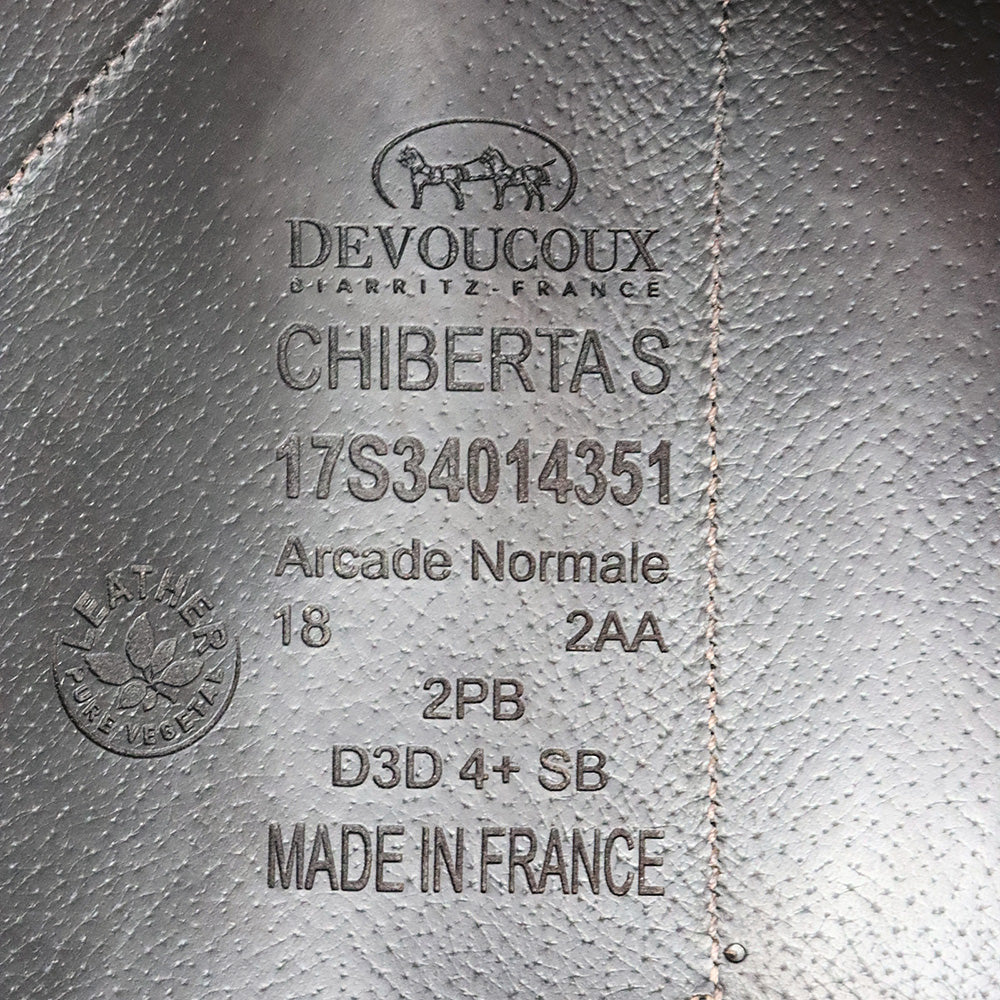 DEVOUCOUX
BIARRITZ-FRANCE
CHIBERTA S
17S34014351
Arcade Normale
18 2AA
2PB
D3D 4+ SB
MADE IN FRANCE
LEATHER
PURE VEGETAL